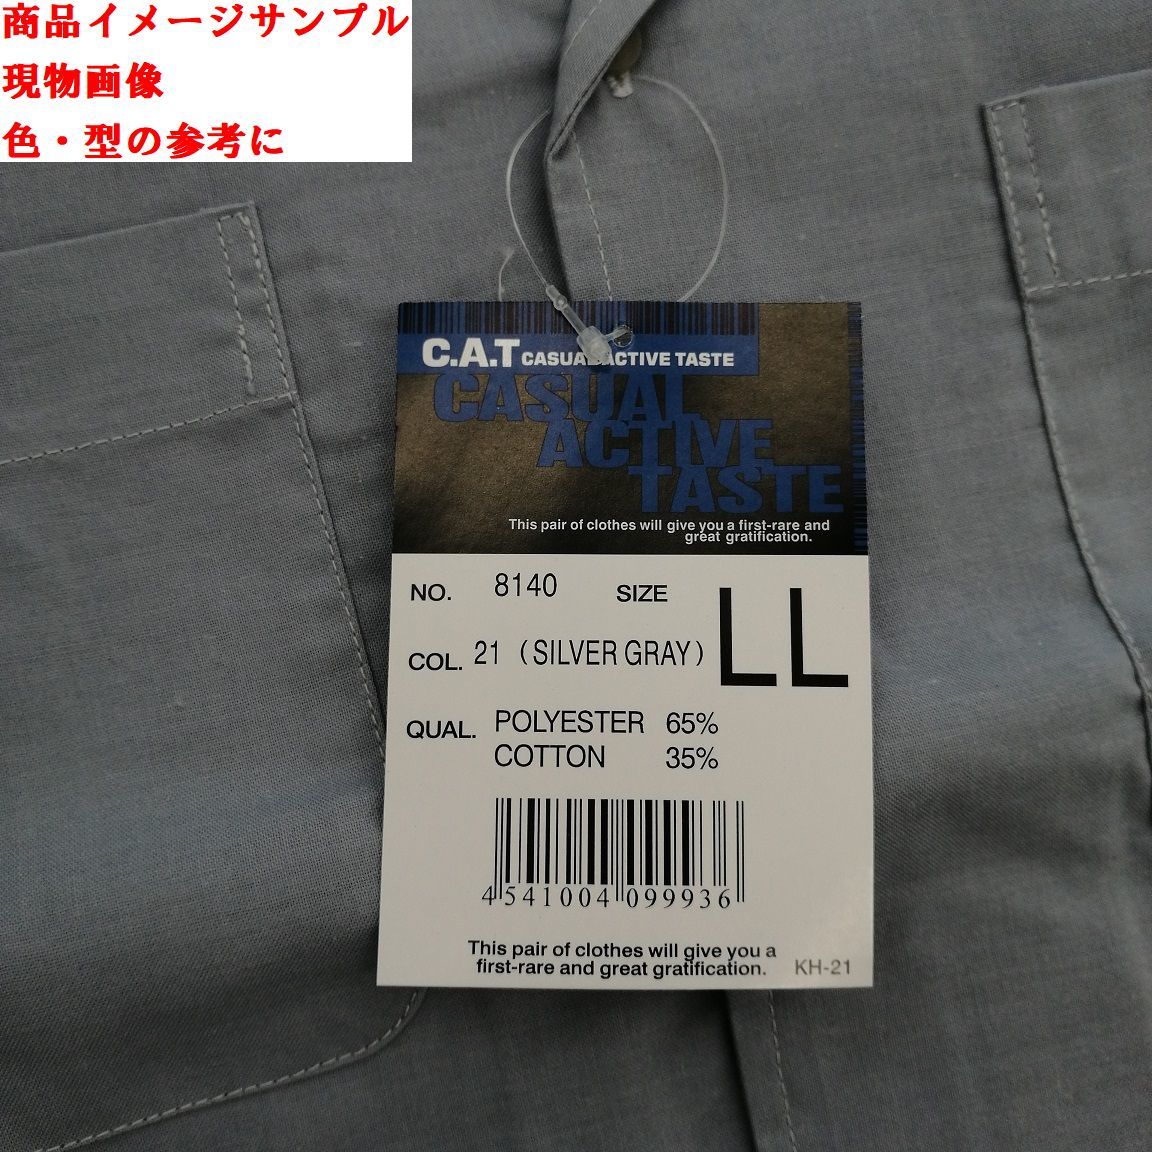 商品イメージサンプル
現物画像
色・型の参考に
C.A.T CASUAL ACTIVE TASTE
CASUAL
ACTIVE
TASTE
This pair of clothes will give you a first-rare and
great gratification.
NO. 8140 SIZE LL
COL. 21 (SILVER GRAY)
QUAL. POLYESTER 65%
COTTON 35%
4541004099936
This pair of clothes will give you a
first-rare and great gratification. KH-21